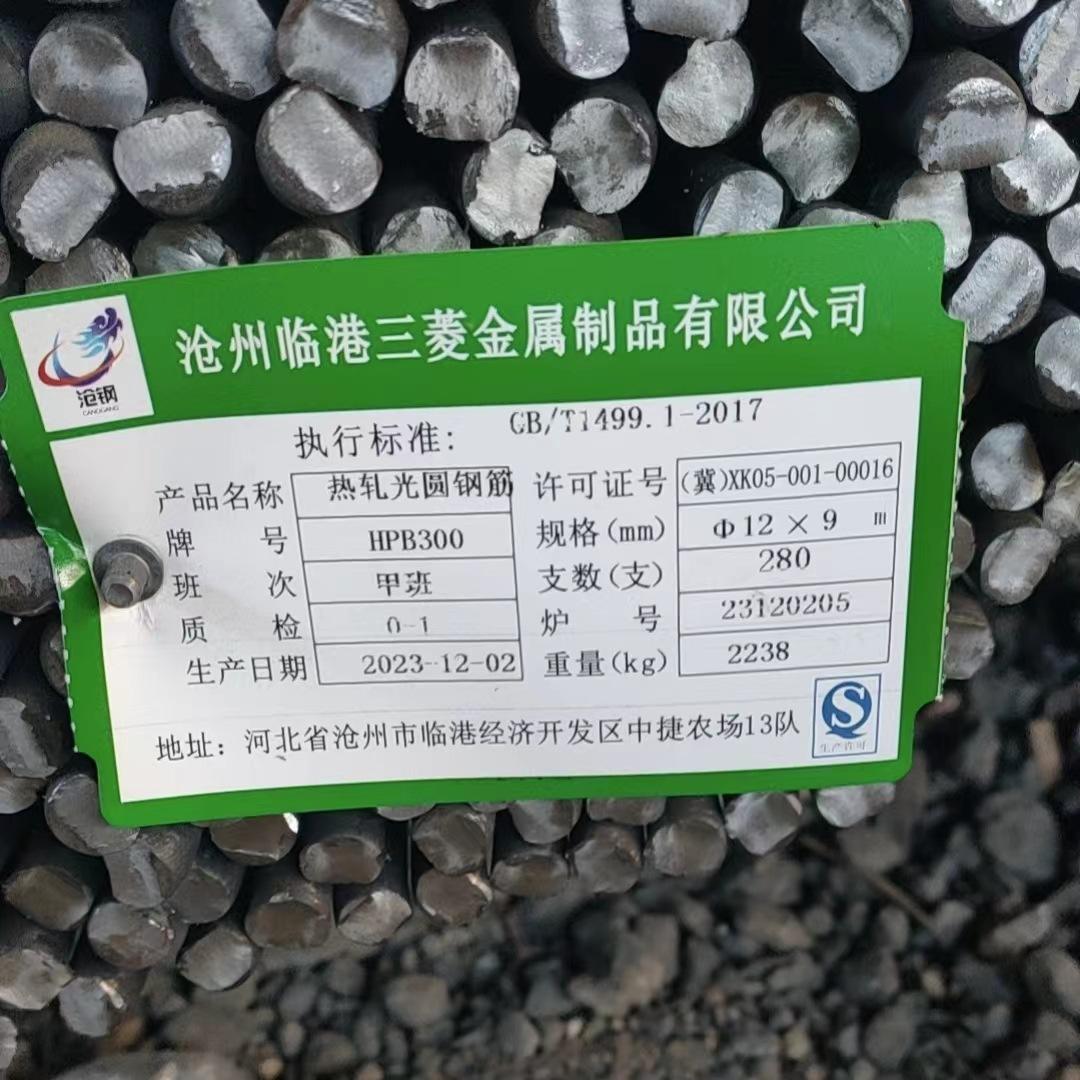 沧州临港三菱金属制品有限公司
沧钢
CANGGANG
执行标准: GB/T1499.1-2017
产品名称 热轧光圆钢筋 许可证号 (冀)XK05-001-00016
牌号 HPB300 规格(mm) Φ12×9 m
班次 甲班 支数(支) 280
质检 0-1 炉号 23120205
生产日期 2023-12-02 重量(kg) 2238
地址: 河北省沧州市临港经济开发区中捷农场13队
生产许可